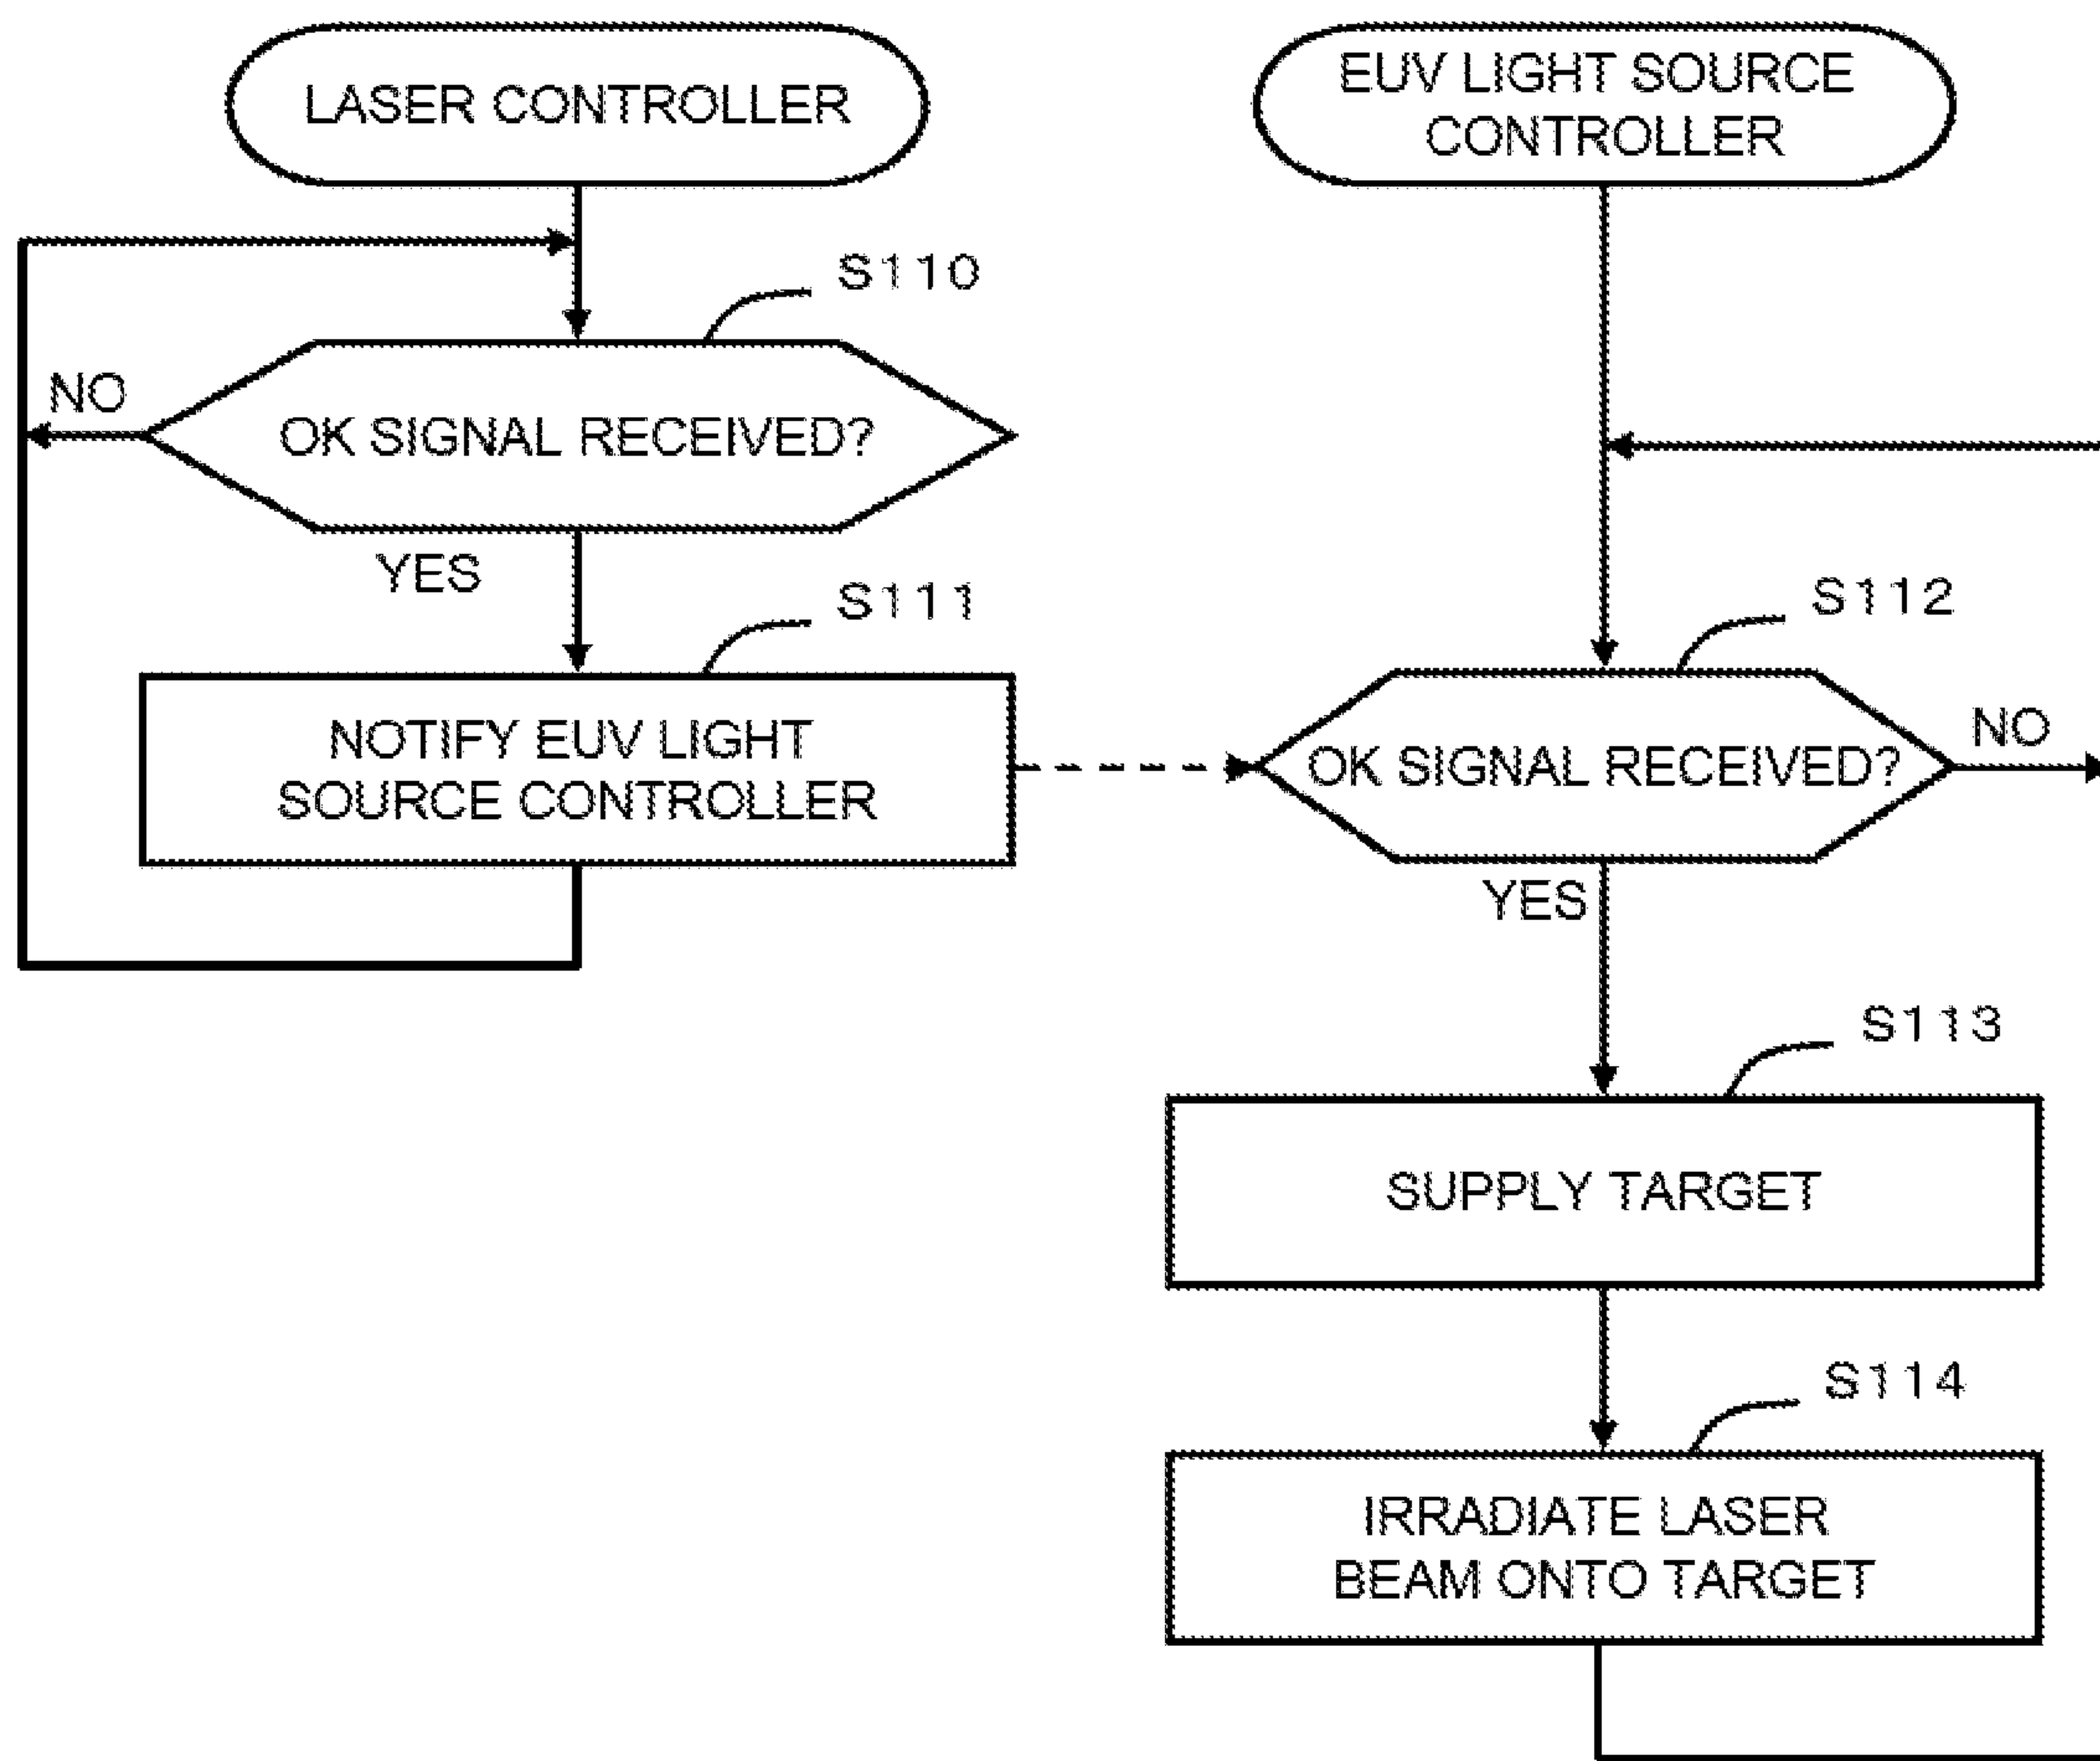 LASER CONTROLLER
S110
NO
OK SIGNAL RECEIVED?
YES
S111
NOTIFY EUV LIGHT
SOURCE CONTROLLER
EUV LIGHT SOURCE
CONTROLLER
S112
OK SIGNAL RECEIVED?
NO
YES
S113
SUPPLY TARGET
S114
IRRADIATE LASER
BEAM ONTO TARGET